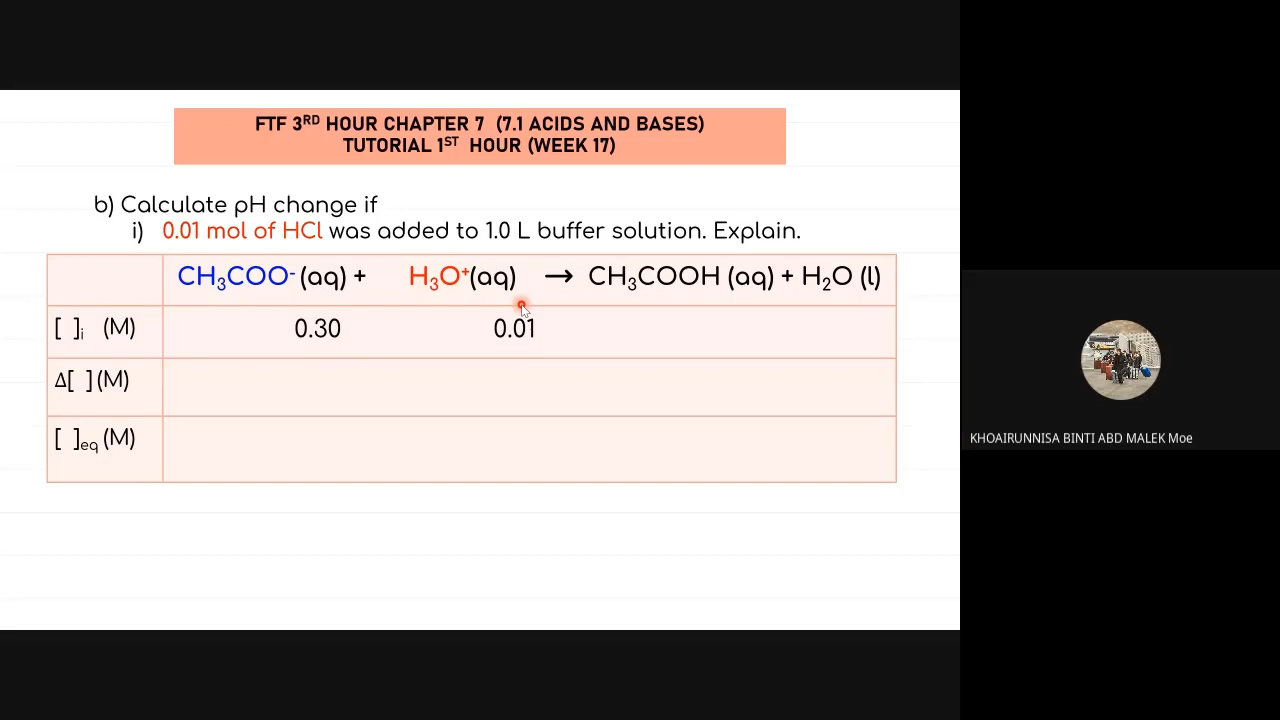 FTF 3RD HOUR CHAPTER 7 (7.1 ACIDS AND BASES)
TUTORIAL 1ST HOUR (WEEK 17)
b) Calculate pH change if
i) 0.01 mol of HCl was added to 1.0 L buffer solution. Explain.
CH₃COO⁻ (aq) + H₃O⁺(aq) → CH₃COOH (aq) + H₂O (l)
[ ]i (M) 0.30 0.01
Δ[ ] (M)
[ ]eq (M)
KHOAIRUNNISA BINTI ABD MALEK Moe